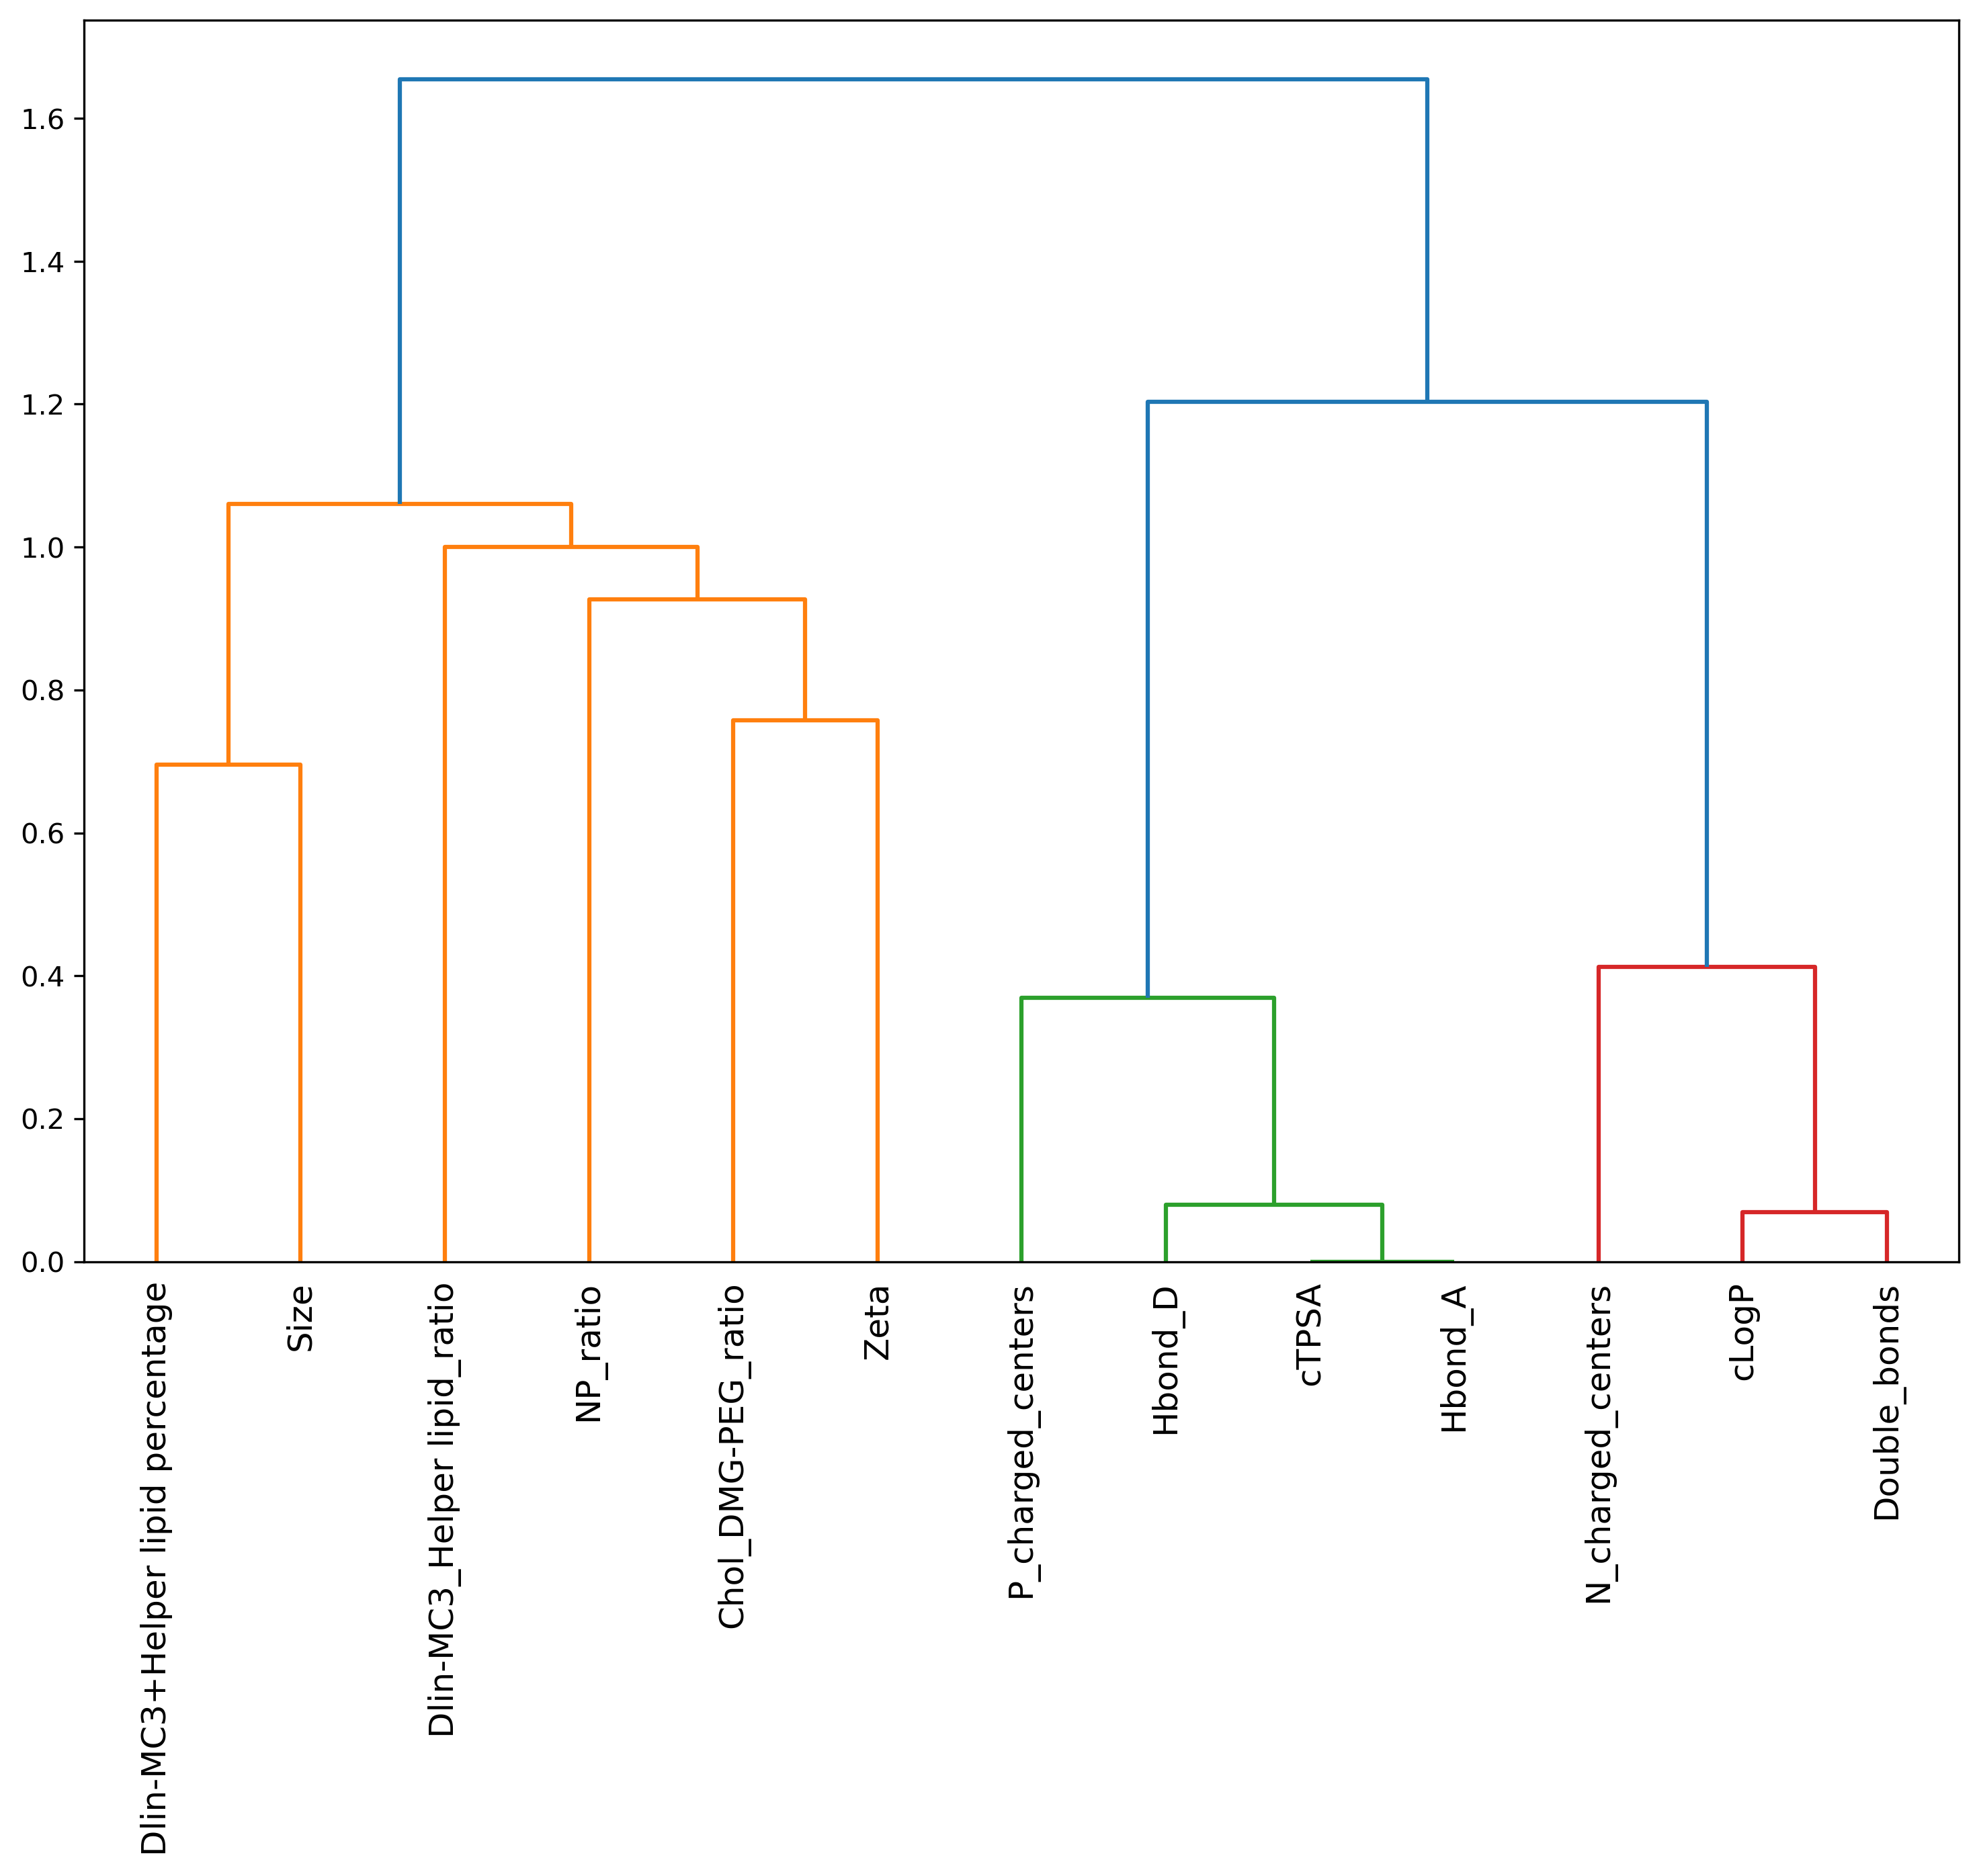 1.6
1.4
1.2
1.0
0.8
0.6
0.4
0.2
0.0
Dlin-MC3+Helper lipid percentage
Size
Dlin-MC3_Helper lipid_ratio
NP_ratio
Chol_DMG-PEG_ratio
Zeta
P_charged_centers
Hbond_D
cTPSA
Hbond_A
N_charged_centers
cLogP
Double_bonds